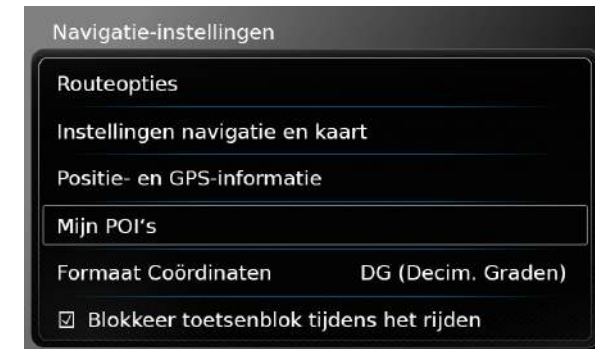 Navigatie-instellingen
Routeopties
Instellingen navigatie en kaart
Positie- en GPS-informatie
Mijn POI‘s
Formaat Coördinaten DG (Decim. Graden)
☑ Blokkeer toetsenblok tijdens het rijden